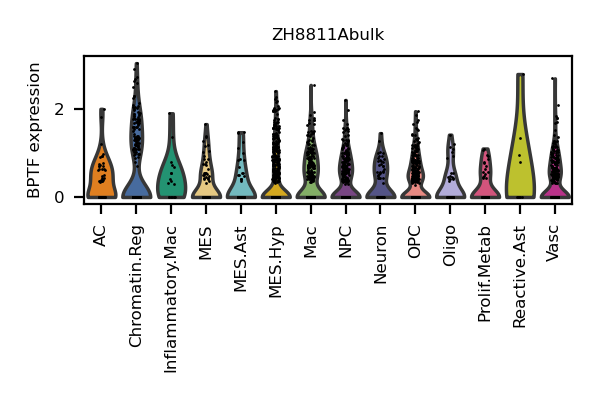 ZH8811Abulk
BPTF expression
2
0
AC
Chromatin.Reg
Inflammatory.Mac
MES
MES.Ast
MES.Hyp
Mac
NPC
Neuron
OPC
Oligo
Prolif.Metab
Reactive.Ast
Vasc